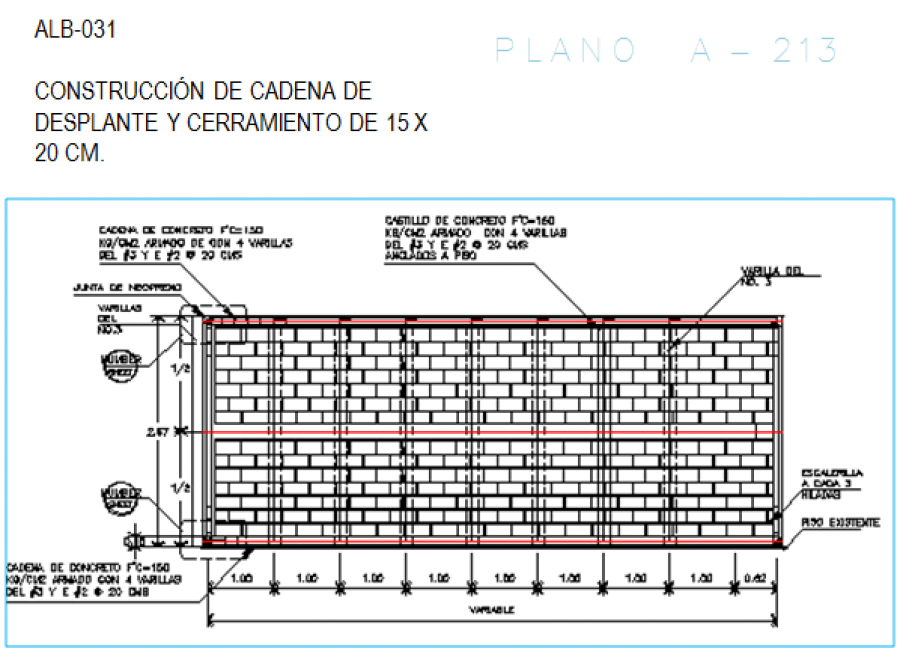 ALB-031
PLANO A - 213
CONSTRUCCIÓN DE CADENA DE
DESPLANTE Y CERRAMIENTO DE 15 X
20 CM.
CADENA DE CONCRETO F'C=150
KG/CM2 ARMADO DE CON 4 VARILLAS
DEL #3 Y E #2 @ 20 CMS
CASTILLO DE CONCRETO F'C=150
KG/CM2 ARMADO CON 4 VARILLAS
DEL #3 Y E #2 @ 20 CMS
ANCLADOS A PISO
VARILLA DEL
NO. 3
JUNTA DE NEOPRENO
VARILLAS
DEL
NO.3
NUMBER
SHEET
1/2
2.47
1/2
NUMBER
SHEET
ESCALERILLA
A CADA 3
HILADAS
PISO EXISTENTE
CADENA DE CONCRETO F'C=150
KG/CM2 ARMADO CON 4 VARILLAS
DEL #3 Y E #2 @ 20 CMS
1.00 1.00 1.00 1.00 1.00 1.00 1.00 1.00 0.62
VARIABLE